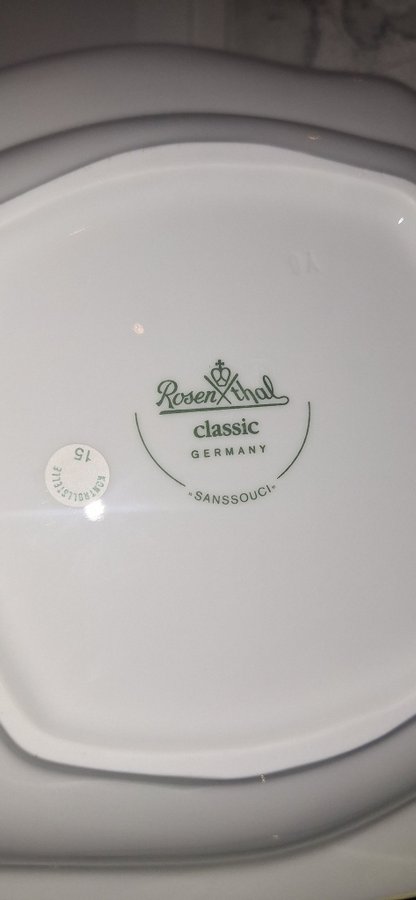 Rosenthal
classic
GERMANY
»SANSSOUCI«
KONTROLLSTELLE
15